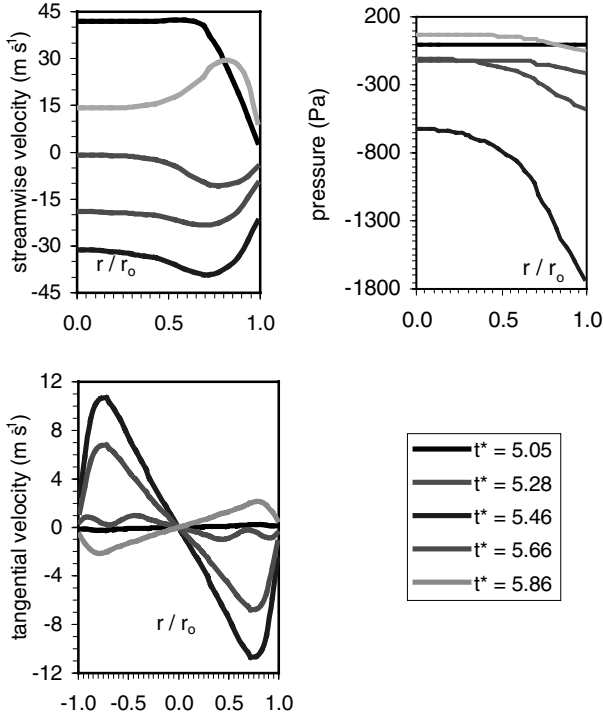 streamwise velocity (m s⁻¹)
45
30
15
0
-15
-30
-45
r / rₒ
0.0 0.5 1.0
pressure (Pa)
200
-300
-800
-1300
-1800
r / rₒ
0.0 0.5 1.0
tangential velocity (m s⁻¹)
12
8
4
0
-4
-8
-12
r / rₒ
-1.0 -0.5 0.0 0.5 1.0
t* = 5.05
t* = 5.28
t* = 5.46
t* = 5.66
t* = 5.86